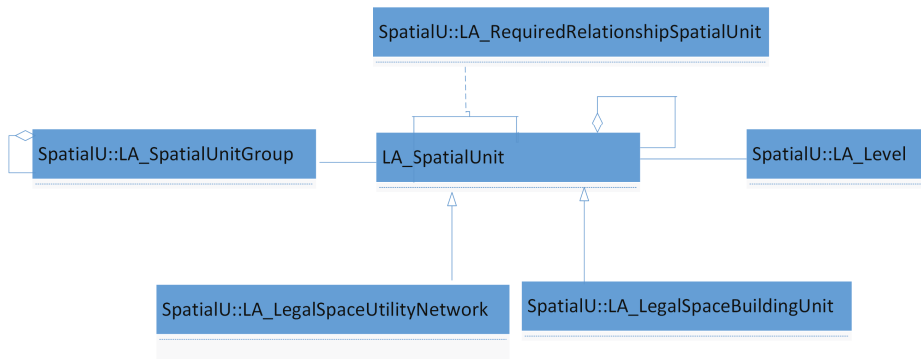 SpatialU::LA_RequiredRelationshipSpatialUnit
SpatialU::LA_SpatialUnitGroup
LA_SpatialUnit
SpatialU::LA_Level
SpatialU::LA_LegalSpaceUtilityNetwork
SpatialU::LA_LegalSpaceBuildingUnit